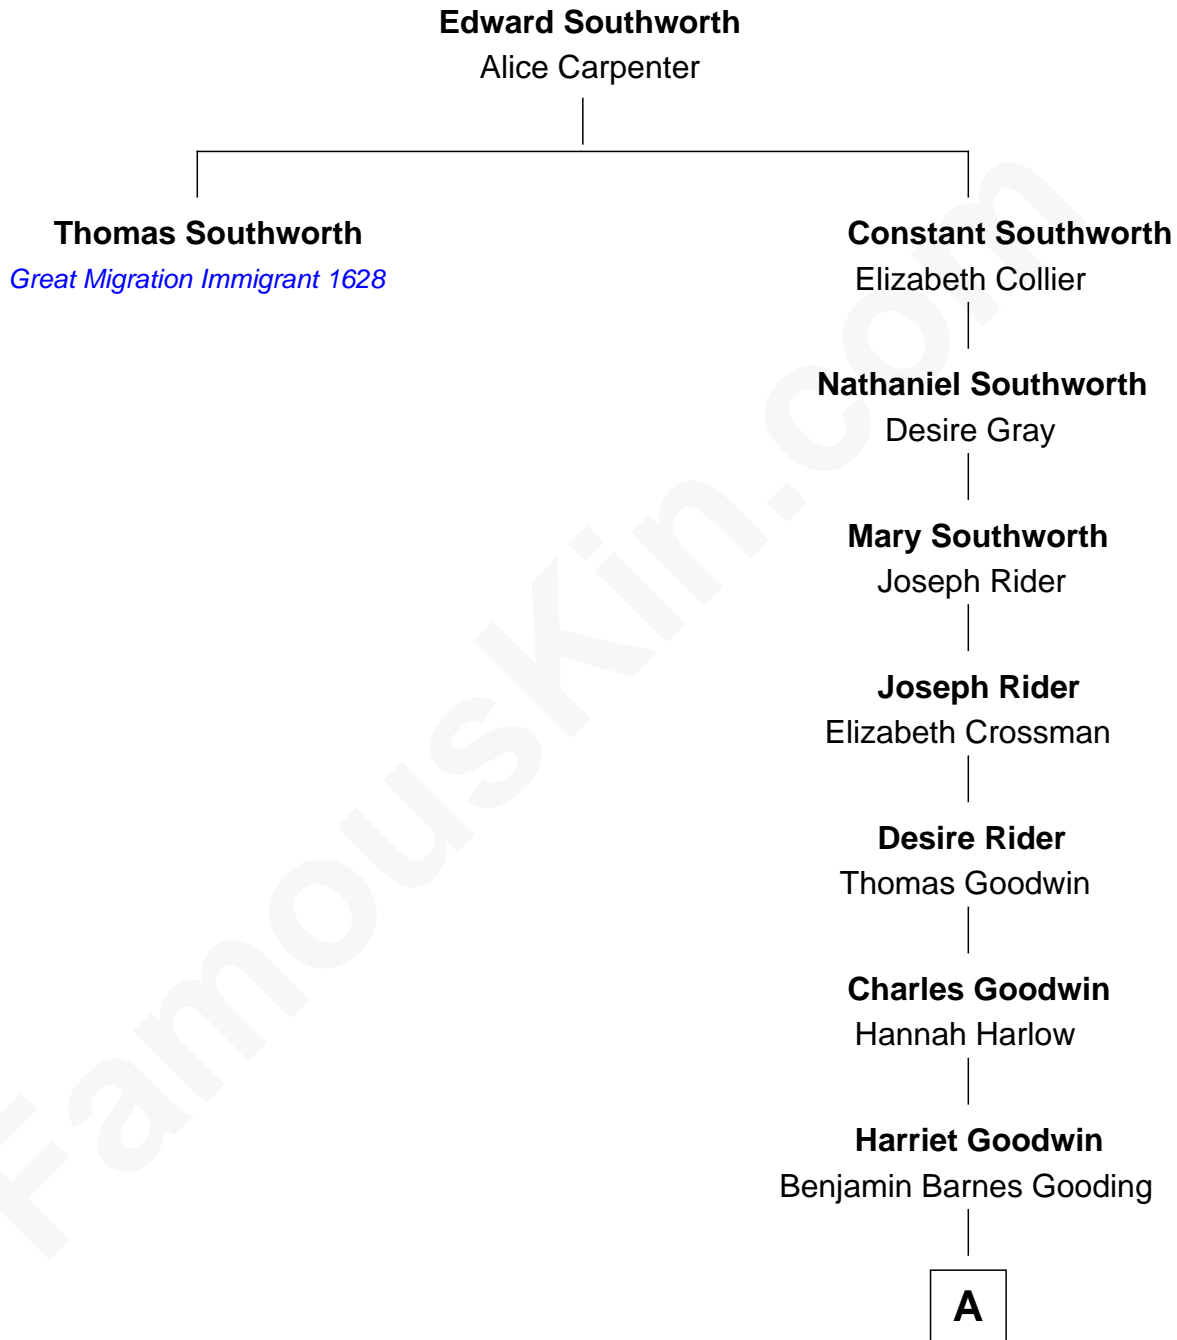 Edward Southworth
Alice Carpenter
Thomas Southworth
Great Migration Immigrant 1628
Constant Southworth
Elizabeth Collier
Nathaniel Southworth
Desire Gray
Mary Southworth
Joseph Rider
Joseph Rider
Elizabeth Crossman
Desire Rider
Thomas Goodwin
Charles Goodwin
Hannah Harlow
Harriet Goodwin
Benjamin Barnes Gooding
A
FamousKin.com